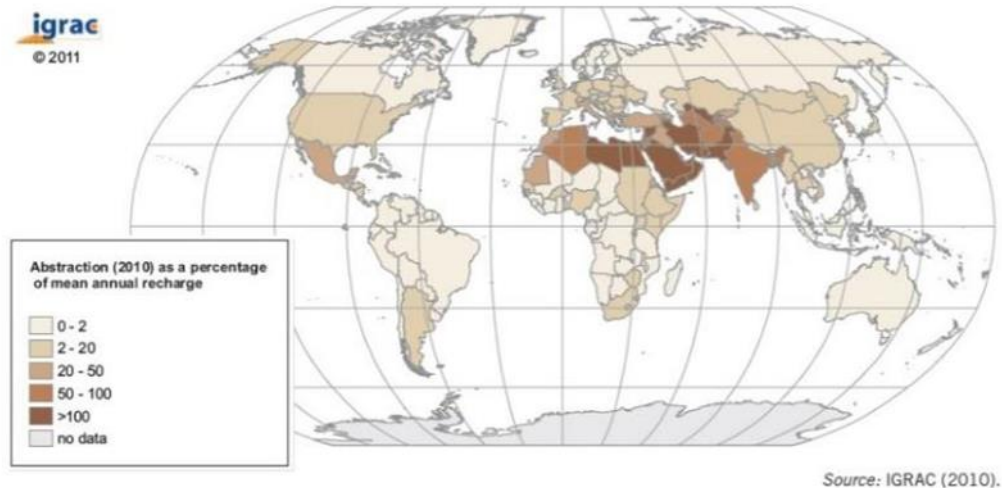 igrac
© 2011
Abstraction (2010) as a percentage
of mean annual recharge
0 - 2
2 - 20
20 - 50
50 - 100
>100
no data
Source: IGRAC (2010).